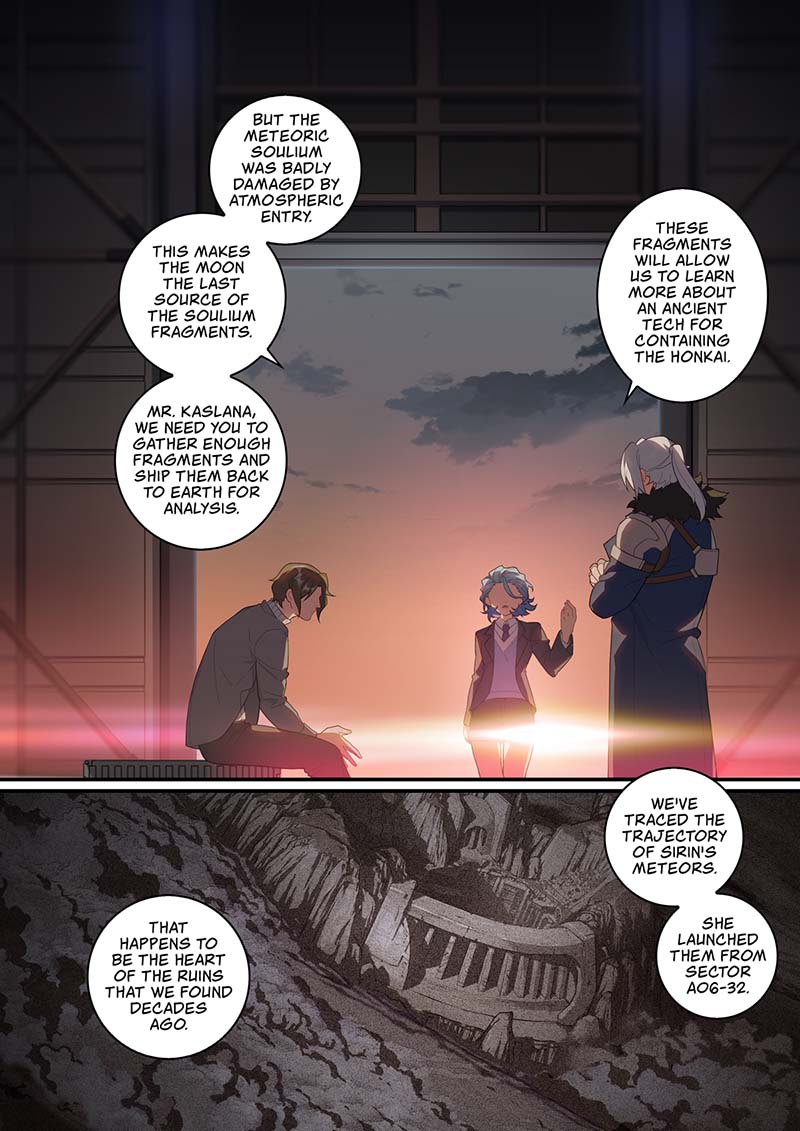 BUT THE
METEORIC
SOULIUM
WAS BADLY
DAMAGED BY
ATMOSPHERIC
ENTRY.
THIS MAKES
THE MOON
THE LAST
SOURCE OF
THE SOULIUM
FRAGMENTS.
MR. KASLANA,
WE NEED YOU TO
GATHER ENOUGH
FRAGMENTS AND
SHIP THEM BACK
TO EARTH FOR
ANALYSIS.
THESE
FRAGMENTS
WILL ALLOW
US TO LEARN
MORE ABOUT
AN ANCIENT
TECH FOR
CONTAINING
THE HONKAI.
WE'VE
TRACED THE
TRAJECTORY
OF SIRIN'S
METEORS.
SHE
LAUNCHED
THEM FROM
SECTOR
A06-32.
THAT
HAPPENS TO
BE THE HEART
OF THE RUINS
THAT WE FOUND
DECADES
AGO.